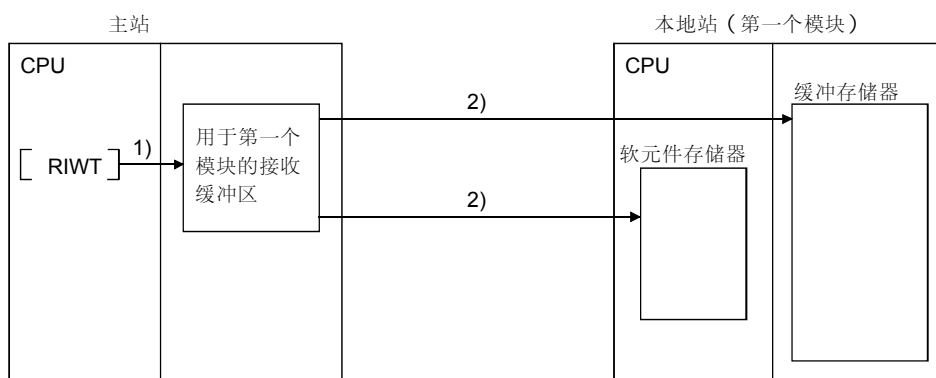 主站
本地站（第一个模块）
CPU
CPU
缓冲存储器
2)
用于第一个
模块的接收
缓冲区
1)
RIWT
软元件存储器
2)